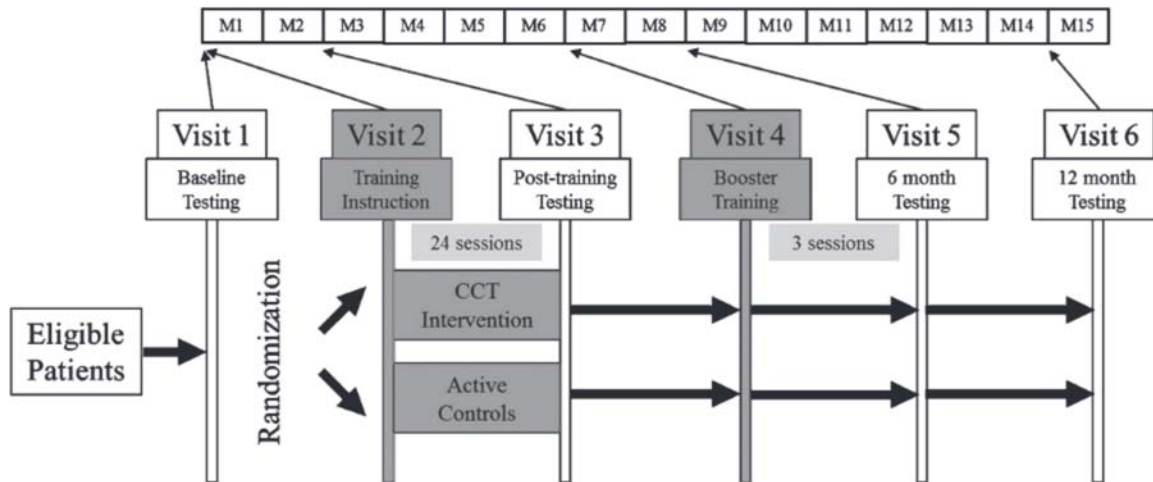 M1 M2 M3 M4 M5 M6 M7 M8 M9 M10 M11 M12 M13 M14 M15
Visit 1 Visit 2 Visit 3 Visit 4 Visit 5 Visit 6
Baseline
Testing
Training
Instruction
Post-training
Testing
Booster
Training
6 month
Testing
12 month
Testing
24 sessions
3 sessions
Eligible
Patients
Randomization
CCT
Intervention
Active
Controls